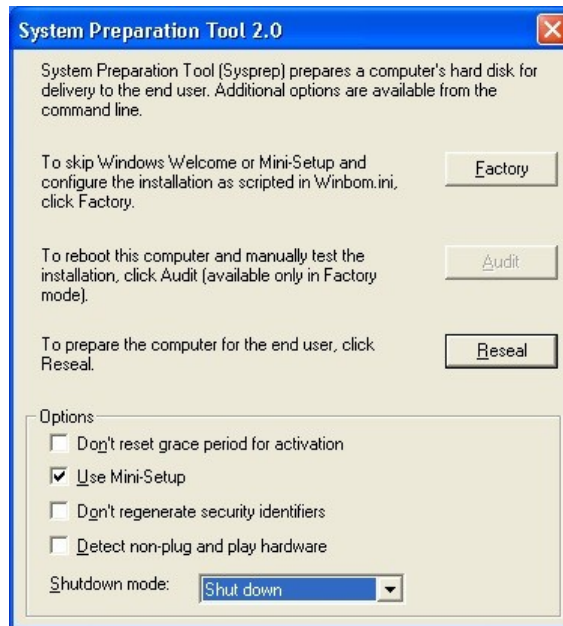 System Preparation Tool 2.0
System Preparation Tool (Sysprep) prepares a computer's hard disk for
delivery to the end user. Additional options are available from the
command line.
To skip Windows Welcome or Mini-Setup and
configure the installation as scripted in Winbom.ini,
click Factory.
Factory
To reboot this computer and manually test the
installation, click Audit (available only in Factory
mode).
Audit
To prepare the computer for the end user, click
Reseal.
Reseal
Options
Don't reset grace period for activation
Use Mini-Setup
Don't regenerate security identifiers
Detect non-plug and play hardware
Shutdown mode: Shut down